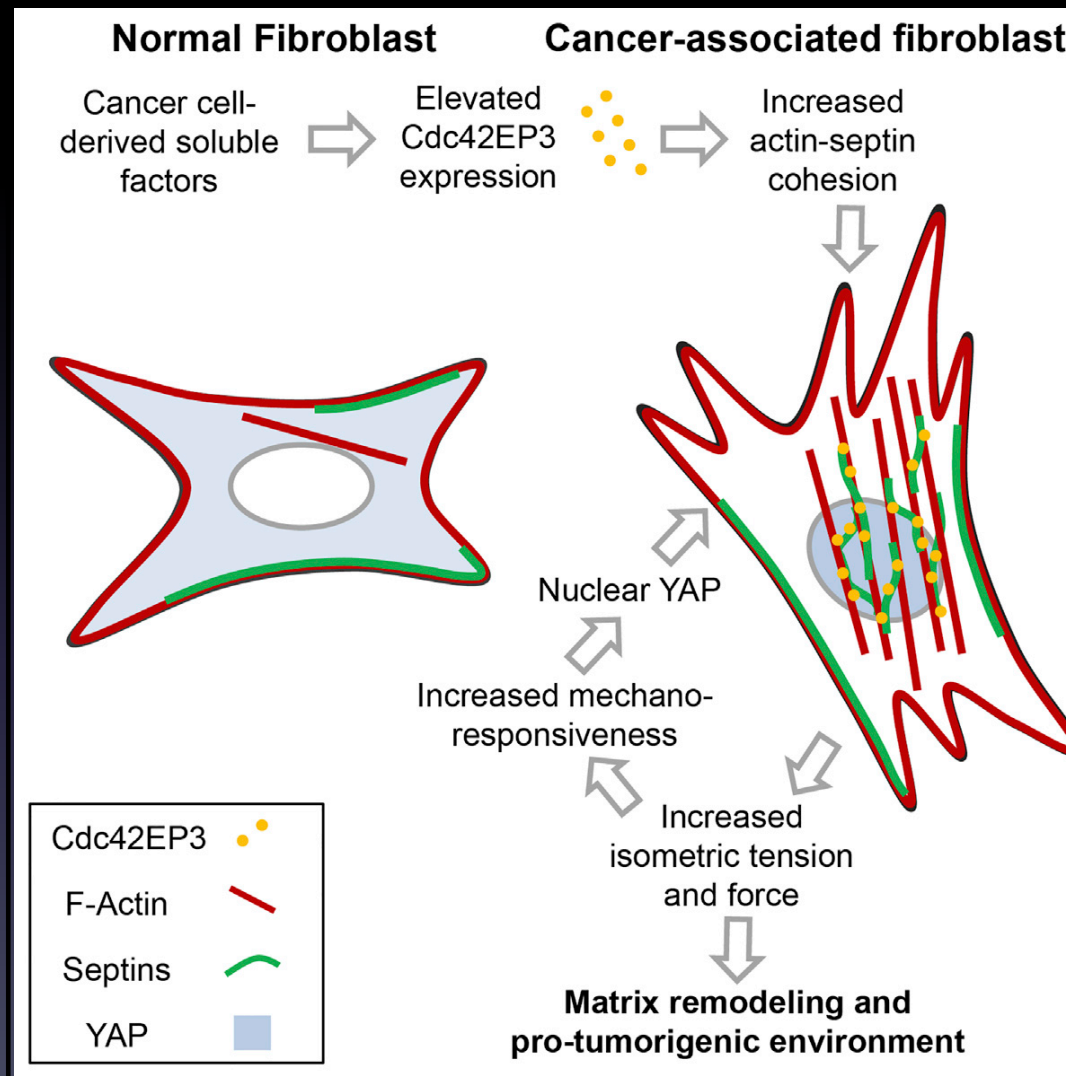 Normal Fibroblast
Cancer-associated fibroblast
Cancer cell-
derived soluble
factors
Elevated
Cdc42EP3
expression
Increased
actin-septin
cohesion
Nuclear YAP
Increased mechano-
responsiveness
Increased
isometric tension
and force
Matrix remodeling and
pro-tumorigenic environment
Cdc42EP3
F-Actin
Septins
YAP